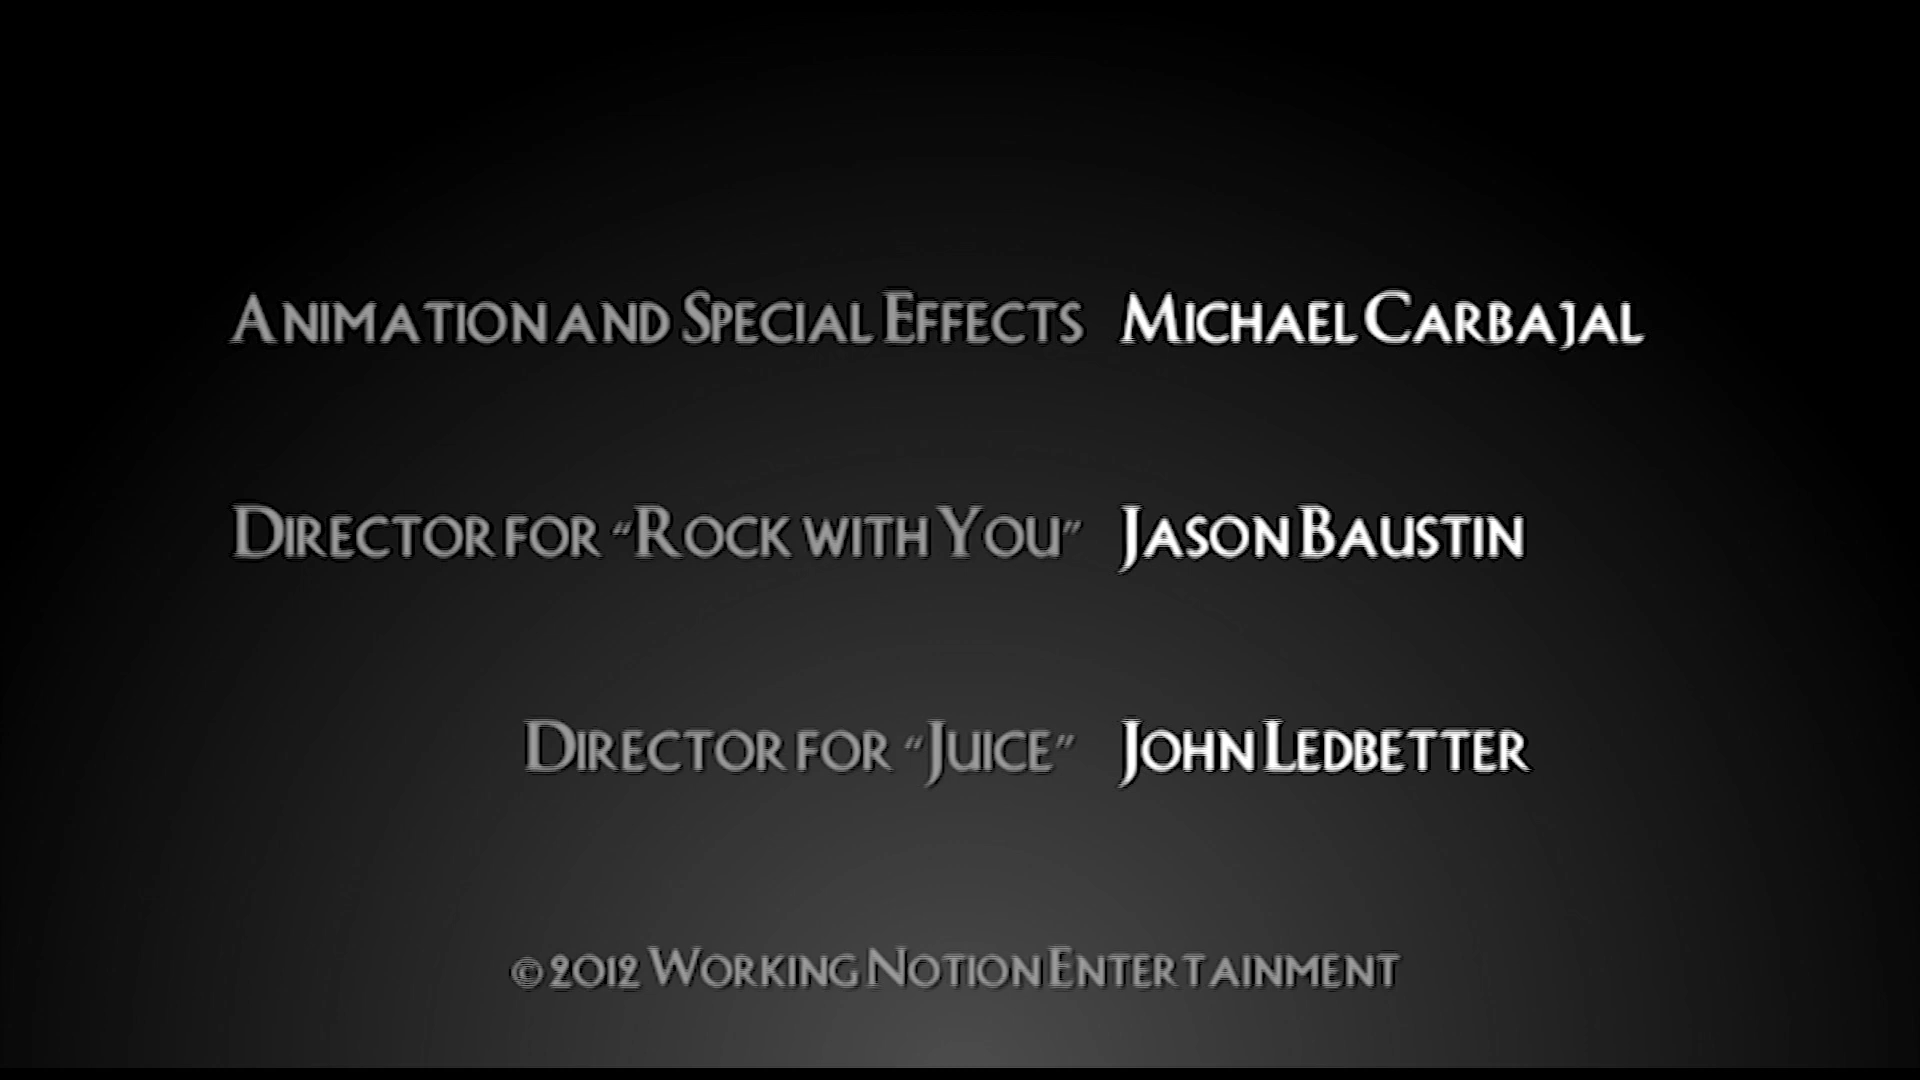 Animation and Special Effects Michael Carbajal
Director for “Rock with You” Jason Baustin
Director for “Juice” John Ledbetter
© 2012 Working Notion Entertainment